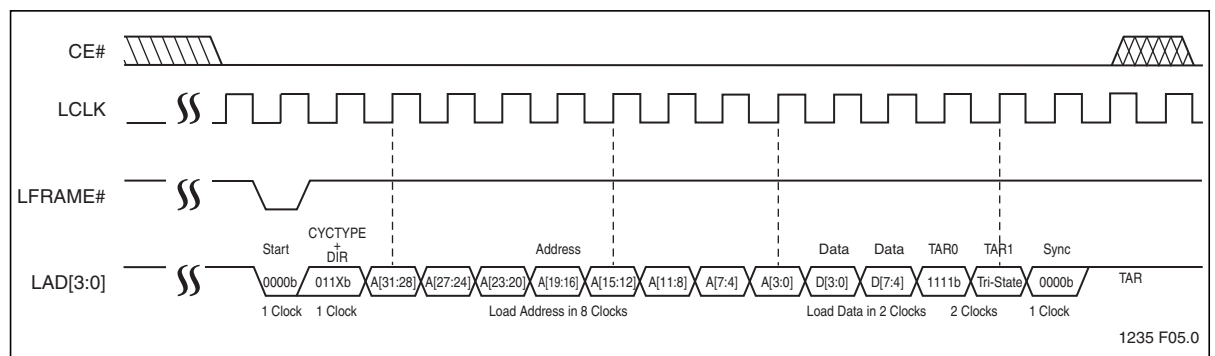 CE#
LCLK
LFRAME#
CYCTYPE
+
DIR
Start Address Data Data TAR0 TAR1 Sync
LAD[3:0] 0000b 011Xb A[31:28] A[27:24] A[23:20] A[19:16] A[15:12] A[11:8] A[7:4] A[3:0] D[3:0] D[7:4] 1111b Tri-State 0000b TAR
1 Clock 1 Clock Load Address in 8 Clocks Load Data in 2 Clocks 2 Clocks 1 Clock
1235 F05.0